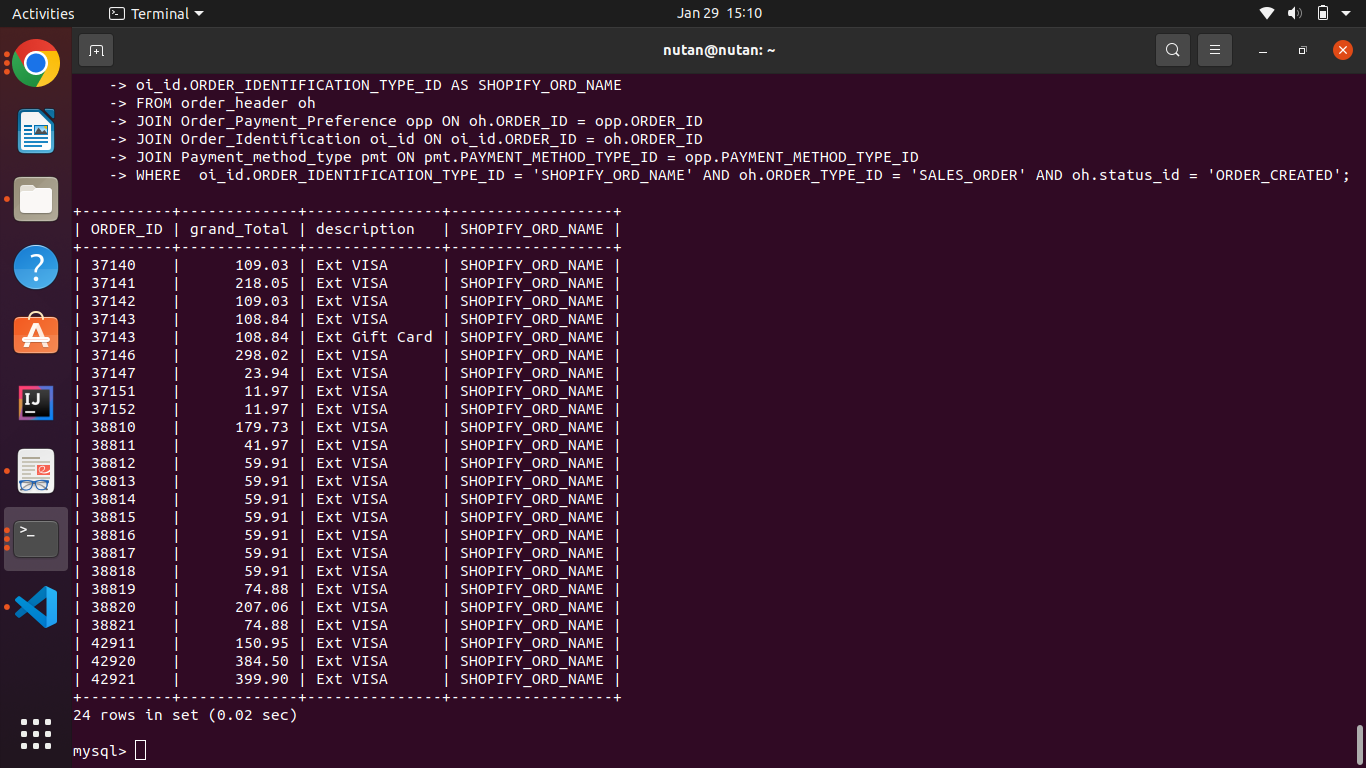 Activities
Terminal
Jan 29 15:10
nutan@nutan: ~
    -> oi_id.ORDER_IDENTIFICATION_TYPE_ID AS SHOPIFY_ORD_NAME
    -> FROM order_header oh
    -> JOIN Order_Payment_Preference opp ON oh.ORDER_ID = opp.ORDER_ID
    -> JOIN Order_Identification oi_id ON oi_id.ORDER_ID = oh.ORDER_ID
    -> JOIN Payment_method_type pmt ON pmt.PAYMENT_METHOD_TYPE_ID = opp.PAYMENT_METHOD_TYPE_ID
    -> WHERE  oi_id.ORDER_IDENTIFICATION_TYPE_ID = 'SHOPIFY_ORD_NAME' AND oh.ORDER_TYPE_ID = 'SALES_ORDER' AND oh.status_id = 'ORDER_CREATED';
+----------+-------------+---------------+------------------+
| ORDER_ID | grand_Total | description   | SHOPIFY_ORD_NAME |
+----------+-------------+---------------+------------------+
| 37140    |      109.03 | Ext VISA      | SHOPIFY_ORD_NAME |
| 37141    |      218.05 | Ext VISA      | SHOPIFY_ORD_NAME |
| 37142    |      109.03 | Ext VISA      | SHOPIFY_ORD_NAME |
| 37143    |      108.84 | Ext VISA      | SHOPIFY_ORD_NAME |
| 37143    |      108.84 | Ext Gift Card | SHOPIFY_ORD_NAME |
| 37146    |      298.02 | Ext VISA      | SHOPIFY_ORD_NAME |
| 37147    |       23.94 | Ext VISA      | SHOPIFY_ORD_NAME |
| 37151    |       11.97 | Ext VISA      | SHOPIFY_ORD_NAME |
| 37152    |       11.97 | Ext VISA      | SHOPIFY_ORD_NAME |
| 38810    |      179.73 | Ext VISA      | SHOPIFY_ORD_NAME |
| 38811    |       41.97 | Ext VISA      | SHOPIFY_ORD_NAME |
| 38812    |       59.91 | Ext VISA      | SHOPIFY_ORD_NAME |
| 38813    |       59.91 | Ext VISA      | SHOPIFY_ORD_NAME |
| 38814    |       59.91 | Ext VISA      | SHOPIFY_ORD_NAME |
| 38815    |       59.91 | Ext VISA      | SHOPIFY_ORD_NAME |
| 38816    |       59.91 | Ext VISA      | SHOPIFY_ORD_NAME |
| 38817    |       59.91 | Ext VISA      | SHOPIFY_ORD_NAME |
| 38818    |       59.91 | Ext VISA      | SHOPIFY_ORD_NAME |
| 38819    |       74.88 | Ext VISA      | SHOPIFY_ORD_NAME |
| 38820    |      207.06 | Ext VISA      | SHOPIFY_ORD_NAME |
| 38821    |       74.88 | Ext VISA      | SHOPIFY_ORD_NAME |
| 42911    |      150.95 | Ext VISA      | SHOPIFY_ORD_NAME |
| 42920    |      384.50 | Ext VISA      | SHOPIFY_ORD_NAME |
| 42921    |      399.90 | Ext VISA      | SHOPIFY_ORD_NAME |
+----------+-------------+---------------+------------------+
24 rows in set (0.02 sec)
mysql>
IJ